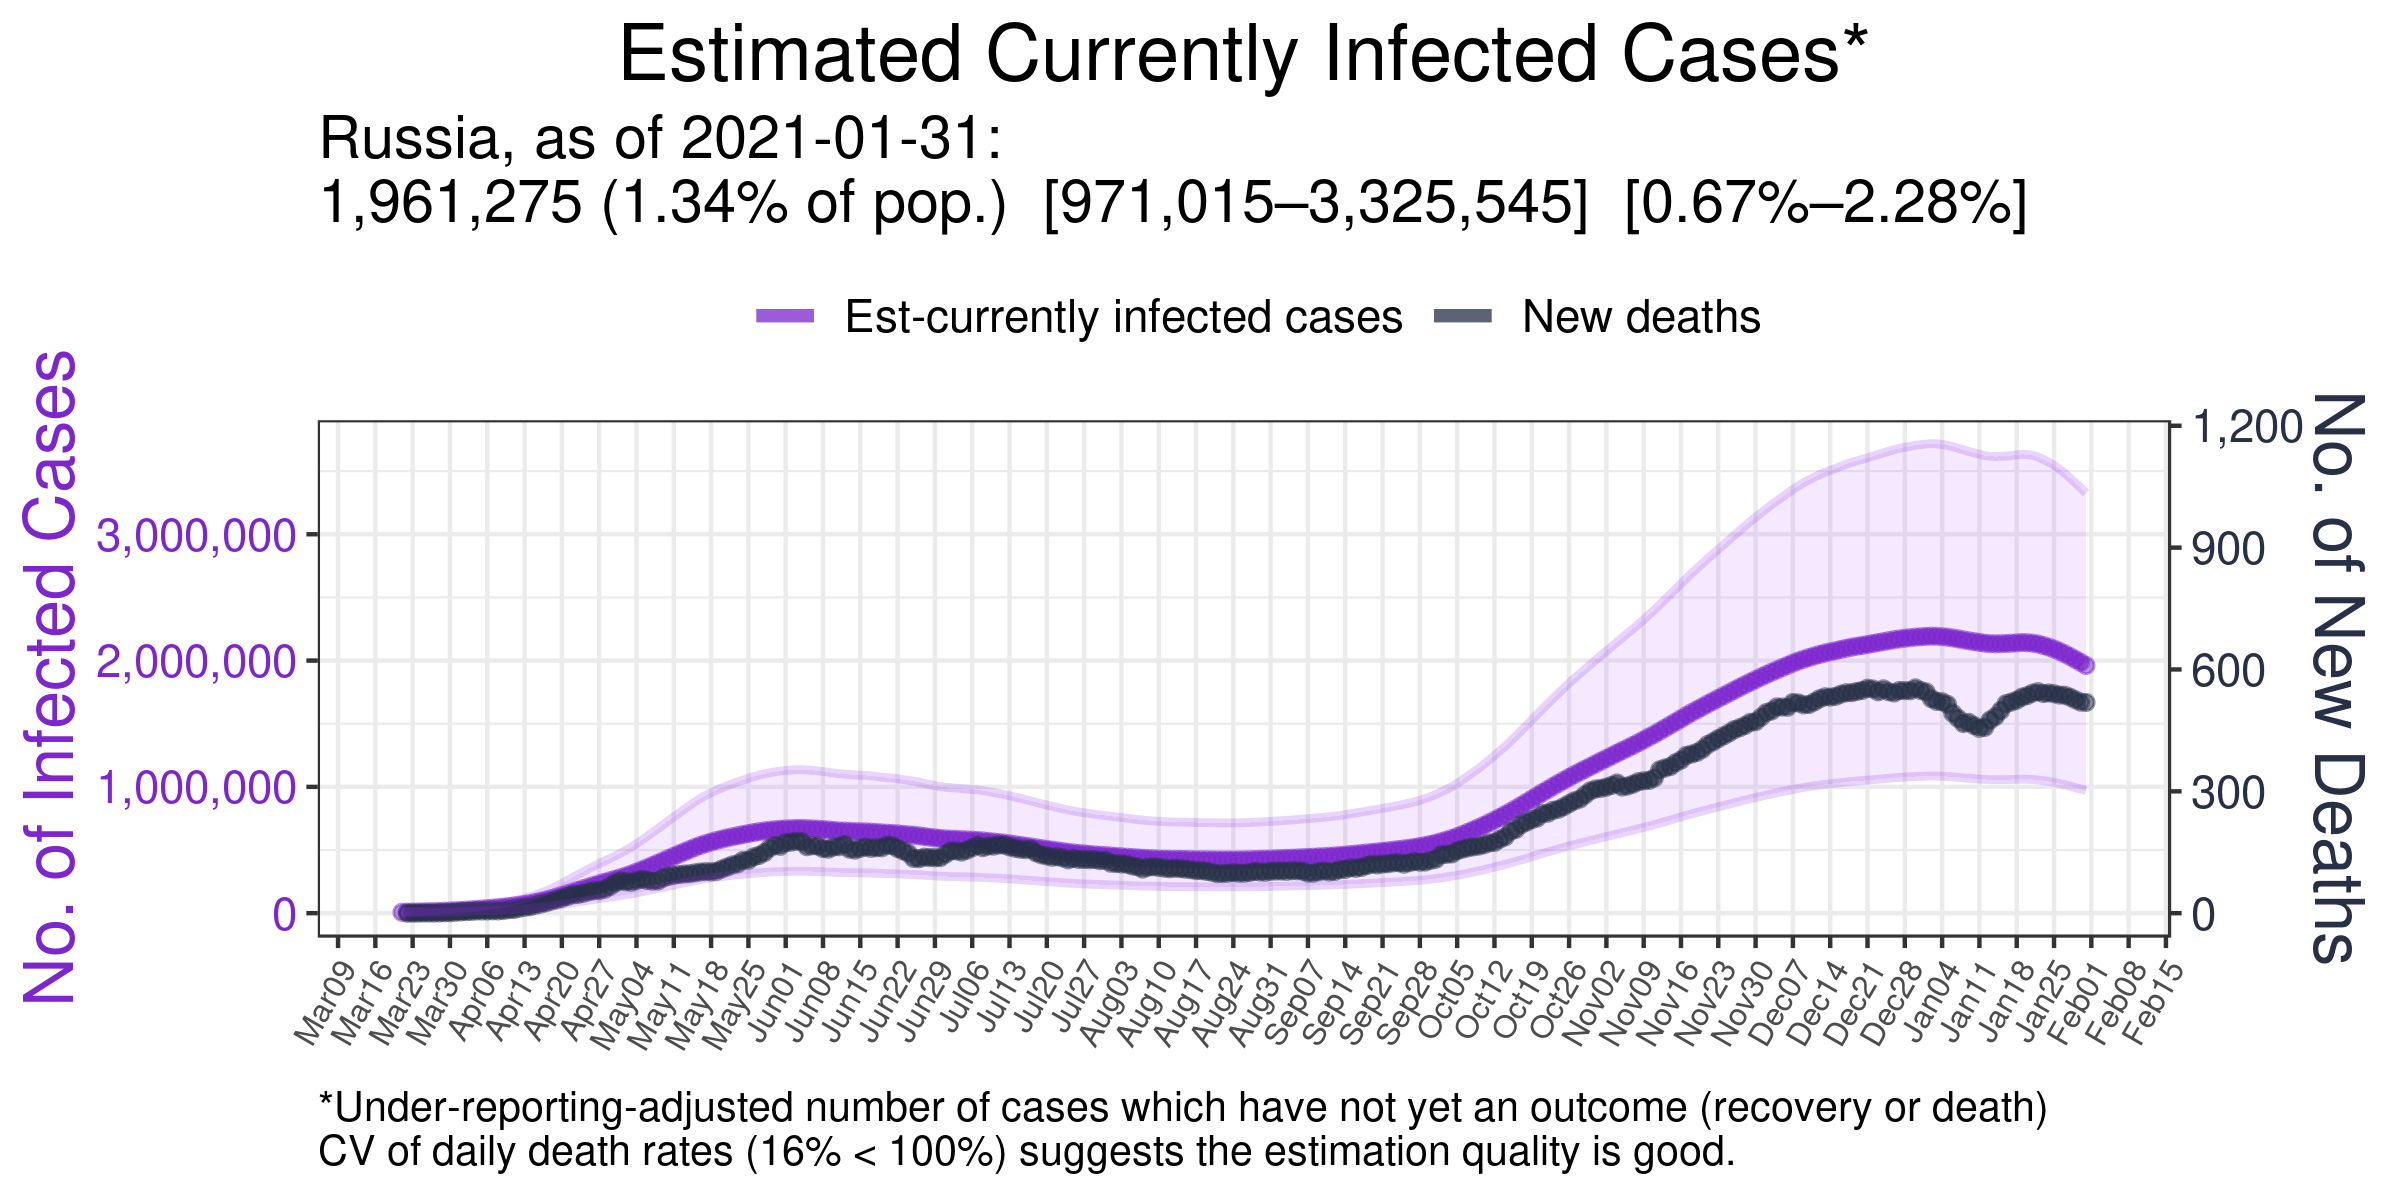 Estimated Currently Infected Cases*
Russia, as of 2021-01-31:
1,961,275 (1.34% of pop.)  [971,015–3,325,545]  [0.67%–2.28%]
Est-currently infected cases
New deaths
No. of Infected Cases
3,000,000
2,000,000
1,000,000
0
1,200
900
600
300
0
No. of New Deaths
Mar09
Mar16
Mar23
Mar30
Apr06
Apr13
Apr20
Apr27
May04
May11
May18
May25
Jun01
Jun08
Jun15
Jun22
Jun29
Jul06
Jul13
Jul20
Jul27
Aug03
Aug10
Aug17
Aug24
Aug31
Sep07
Sep14
Sep21
Sep28
Oct05
Oct12
Oct19
Oct26
Nov02
Nov09
Nov16
Nov23
Nov30
Dec07
Dec14
Dec21
Dec28
Jan04
Jan11
Jan18
Jan25
Feb01
Feb08
Feb15
*Under-reporting-adjusted number of cases which have not yet an outcome (recovery or death)
CV of daily death rates (16% < 100%) suggests the estimation quality is good.